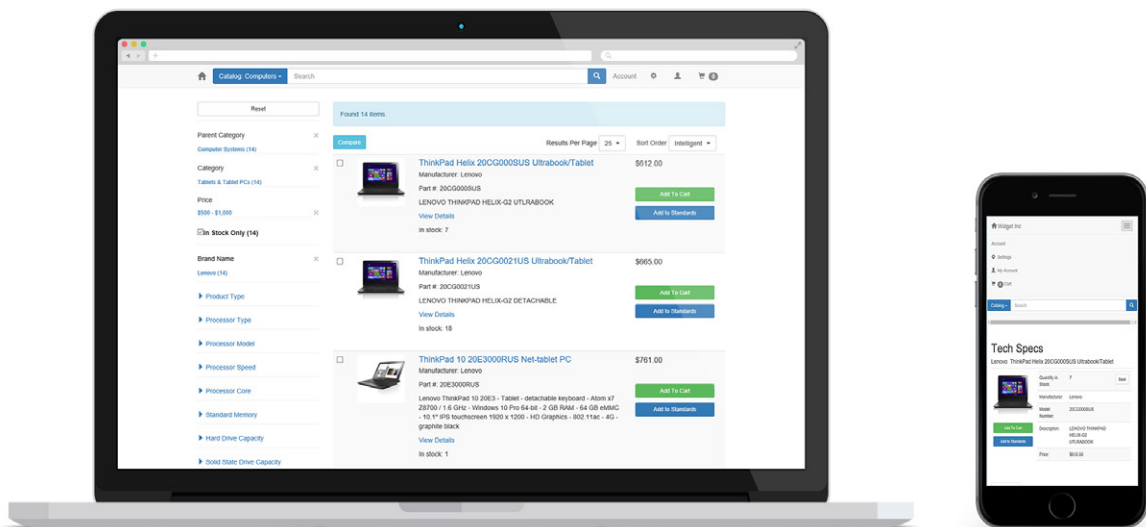 Catalog: Computers
Search
Account
0
Reset
Found 14 items.
Parent Category
Computer Systems (14)
Category
Tablets & Tablet PCs (14)
Price
$500 - $1,000
In Stock Only (14)
Brand Name
Lenovo (14)
Product Type
Processor Type
Processor Model
Processor Speed
Processor Core
Standard Memory
Hard Drive Capacity
Solid State Drive Capacity
Compare
Results Per Page 25
Sort Order Intelligent
ThinkPad Helix 20CG000SUS Ultrabook/Tablet
$612.00
Manufacturer: Lenovo
Part #: 20CG000SUS
Add To Cart
LENOVO THINKPAD HELIX-G2 UTLRABOOK
View Details
Add to Standards
In stock: 7
ThinkPad Helix 20CG0021US Ultrabook/Tablet
$665.00
Manufacturer: Lenovo
Part #: 20CG0021US
Add To Cart
LENOVO THINKPAD HELIX-G2 DETACHABLE
View Details
Add to Standards
In stock: 18
ThinkPad 10 20E3000RUS Net-tablet PC
$761.00
Manufacturer: Lenovo
Part #: 20E3000RUS
Add To Cart
Lenovo ThinkPad 10 20E3 - Tablet - detachable keyboard - Atom x7
Z8700 / 1.6 GHz - Windows 10 Pro 64-bit - 2 GB RAM - 64 GB eMMC
- 10.1" IPS touchscreen 1920 x 1200 - HD Graphics - 802.11ac - 4G -
graphite black
Add to Standards
View Details
In stock: 1
Widget Inc
Account
Settings
My Account
0 Cart
Catalog
Search
Tech Specs
Lenovo ThinkPad Helix 20CG000SUS Ultrabook/Tablet
Quantity in Stock: 7
Back
Manufacturer Lenovo
Model Number: 20CG000SUS
Add To Cart
Add to Standards
Description: LENOVO THINKPAD
HELIX-G2
UTLRABOOK
Price: $612.00